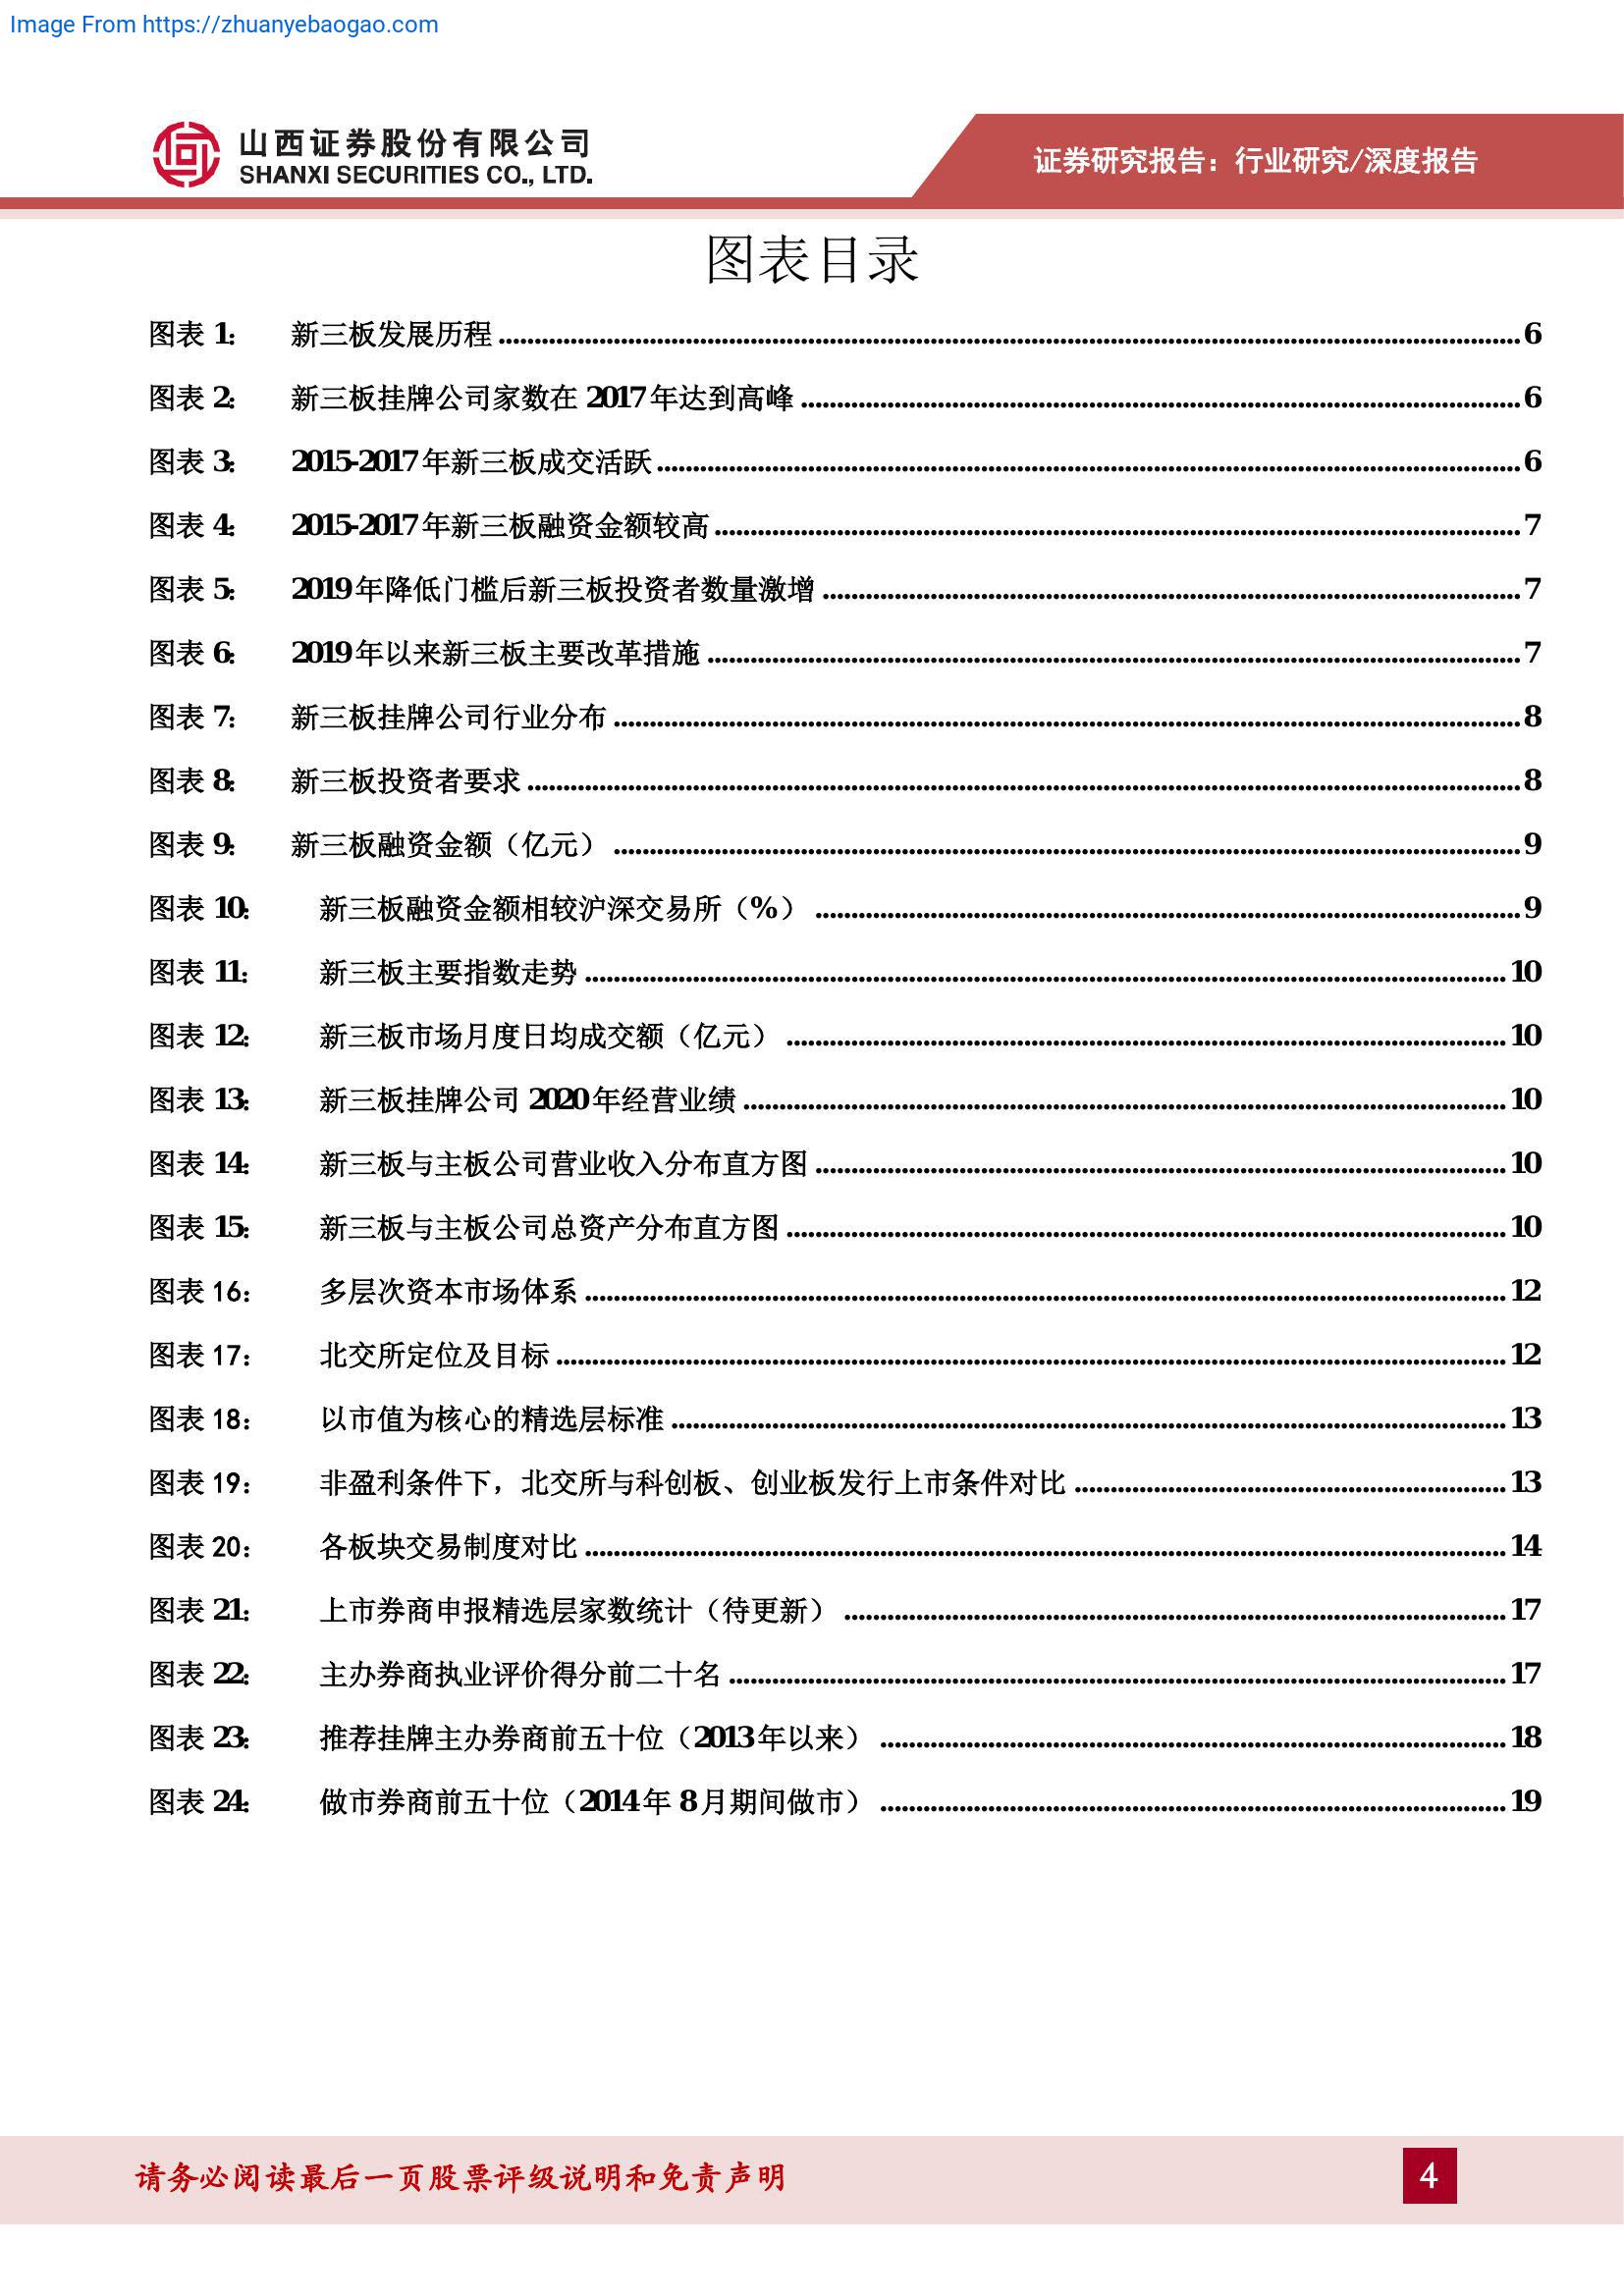 Image From https://zhuanyebaogao.com
山西证券股份有限公司
SHANXI SECURITIES CO., LTD.
证券研究报告：行业研究/深度报告
图表目录
图表 1: 新三板发展历程 6
图表 2: 新三板挂牌公司家数在 2017 年达到高峰 6
图表 3: 2015-2017 年新三板成交活跃 6
图表 4: 2015-2017 年新三板融资金额较高 7
图表 5: 2019 年降低门槛后新三板投资者数量激增 7
图表 6: 2019 年以来新三板主要改革措施 7
图表 7: 新三板挂牌公司行业分布 8
图表 8: 新三板投资者要求 8
图表 9: 新三板融资金额（亿元） 9
图表 10: 新三板融资金额相较沪深交易所（%） 9
图表 11: 新三板主要指数走势 10
图表 12: 新三板市场月度日均成交额（亿元） 10
图表 13: 新三板挂牌公司 2020 年经营业绩 10
图表 14: 新三板与主板公司营业收入分布直方图 10
图表 15: 新三板与主板公司总资产分布直方图 10
图表 16： 多层次资本市场体系 12
图表 17： 北交所定位及目标 12
图表 18： 以市值为核心的精选层标准 13
图表 19： 非盈利条件下，北交所与科创板、创业板发行上市条件对比 13
图表 20： 各板块交易制度对比 14
图表 21: 上市券商申报精选层家数统计（待更新） 17
图表 22: 主办券商执业评价得分前二十名 17
图表 23: 推荐挂牌主办券商前五十位（2013 年以来） 18
图表 24: 做市券商前五十位（2014 年 8 月期间做市） 19
请务必阅读最后一页股票评级说明和免责声明
4